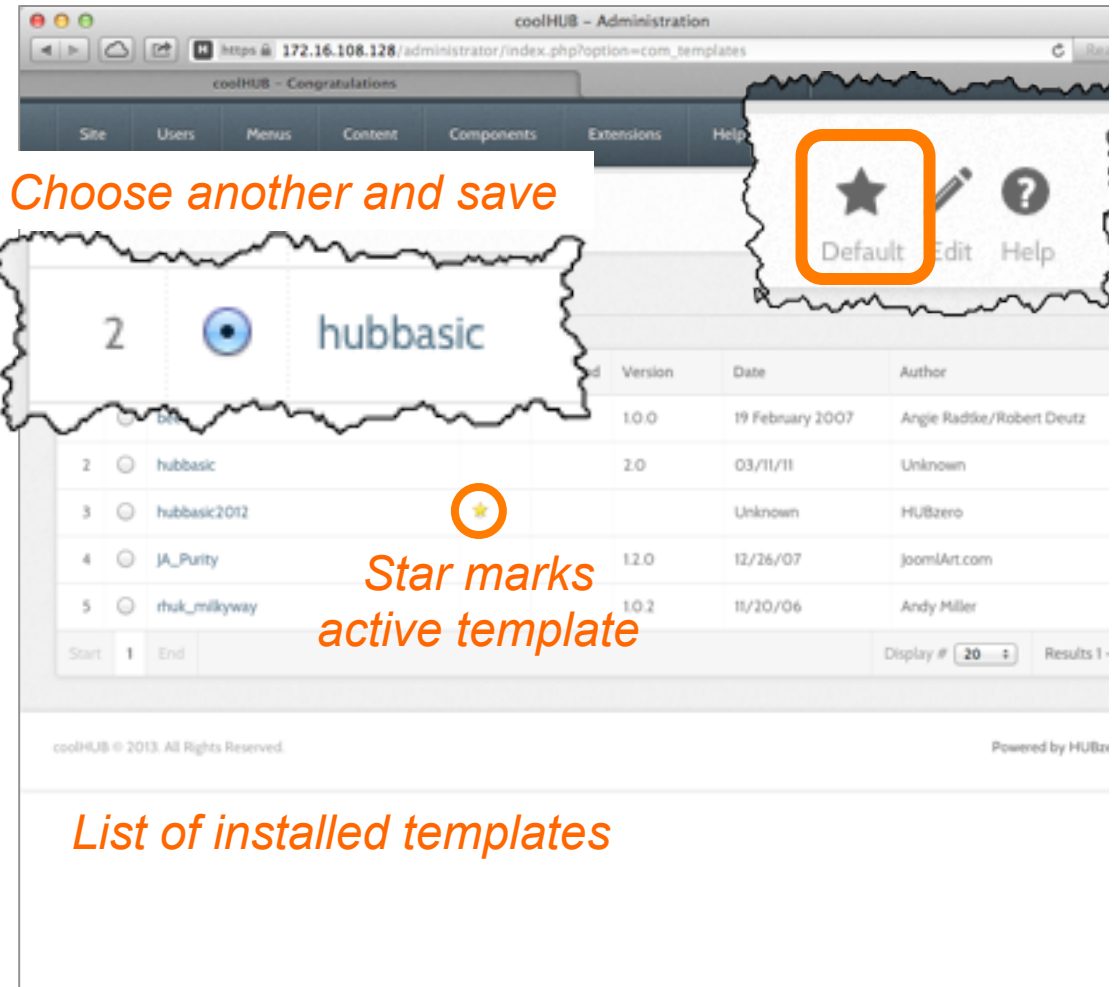 coolHUB – Administration
https 172.16.108.128/administrator/index.php?option=com_templates
coolHUB – Congratulations
Site Users Menus Content Components Extensions Help
Choose another and save
Default Edit Help
2 hubbasic
Version Date Author
1.0.0 19 February 2007 Angie Radtke/Robert Deutz
2 hubbasic 2.0 03/11/11 Unknown
3 hubbasic2012 Unknown HUBzero
4 JA_Purity 1.2.0 12/26/07 JoomlArt.com
5 rhuk_milkyway 1.0.2 11/20/06 Andy Miller
Star marks
active template
Start 1 End Display # 20 Results 1
coolHUB © 2013. All Rights Reserved. Powered by
List of installed templates